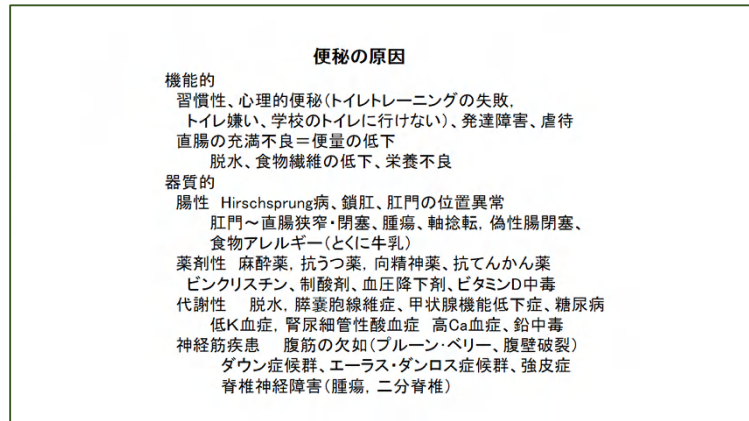 便秘の原因
機能的
習慣性、心理的便秘(トイレトレーニングの失敗,
トイレ嫌い、学校のトイレに行けない)、発達障害、虐待
直腸の充満不良＝便量の低下
脱水、食物繊維の低下、栄養不良
器質的
腸性 Hirschsprung病、鎖肛、肛門の位置異常
肛門～直腸狭窄・閉塞、腫瘍、軸捻転，偽性腸閉塞、
食物アレルギー(とくに牛乳)
薬剤性 麻酔薬，抗うつ薬，向精神薬、抗てんかん薬
ビンクリスチン、制酸剤、血圧降下剤、ビタミンD中毒
代謝性 脱水，膵嚢胞線維症、甲状腺機能低下症、糖尿病
低K血症，腎尿細管性酸血症 高Ca血症、鉛中毒
神経筋疾患 腹筋の欠如(プルーン・ベリー、腹壁破裂)
ダウン症候群、エーラス・ダンロス症候群、強皮症
脊椎神経障害(腫瘍，二分脊椎)